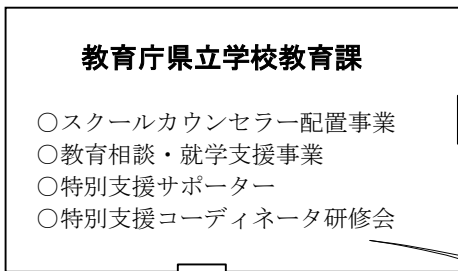 教育庁県立学校教育課
○スクールカウンセラー配置事業
○教育相談・就学支援事業
○特別支援サポーター
○特別支援コーディネータ研修会